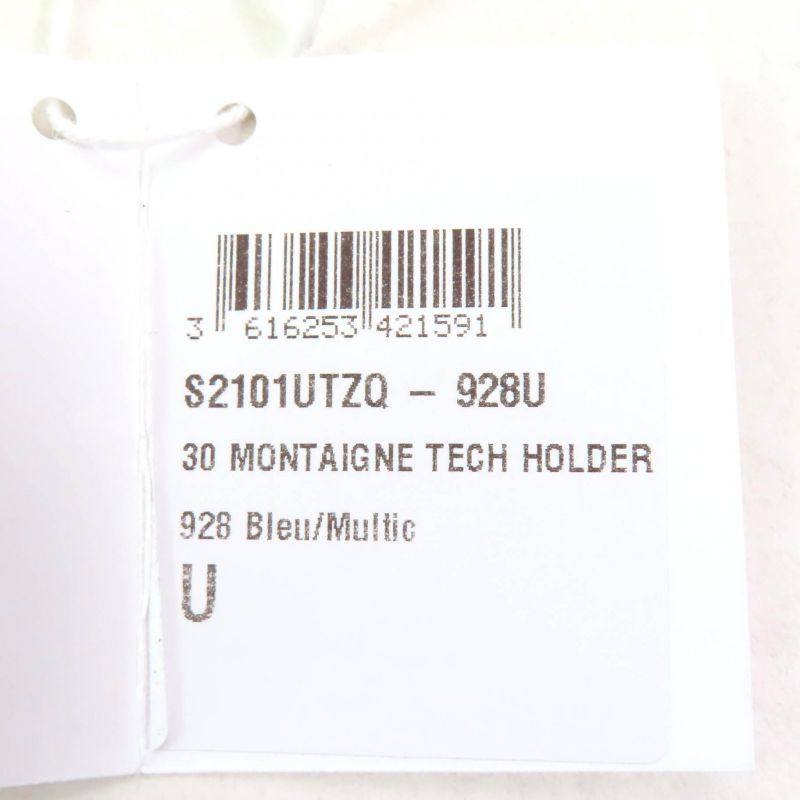 3 616253 421591
S2101UTZQ – 928U
30 MONTAIGNE TECH HOLDER
928 Bleu/Multic
U